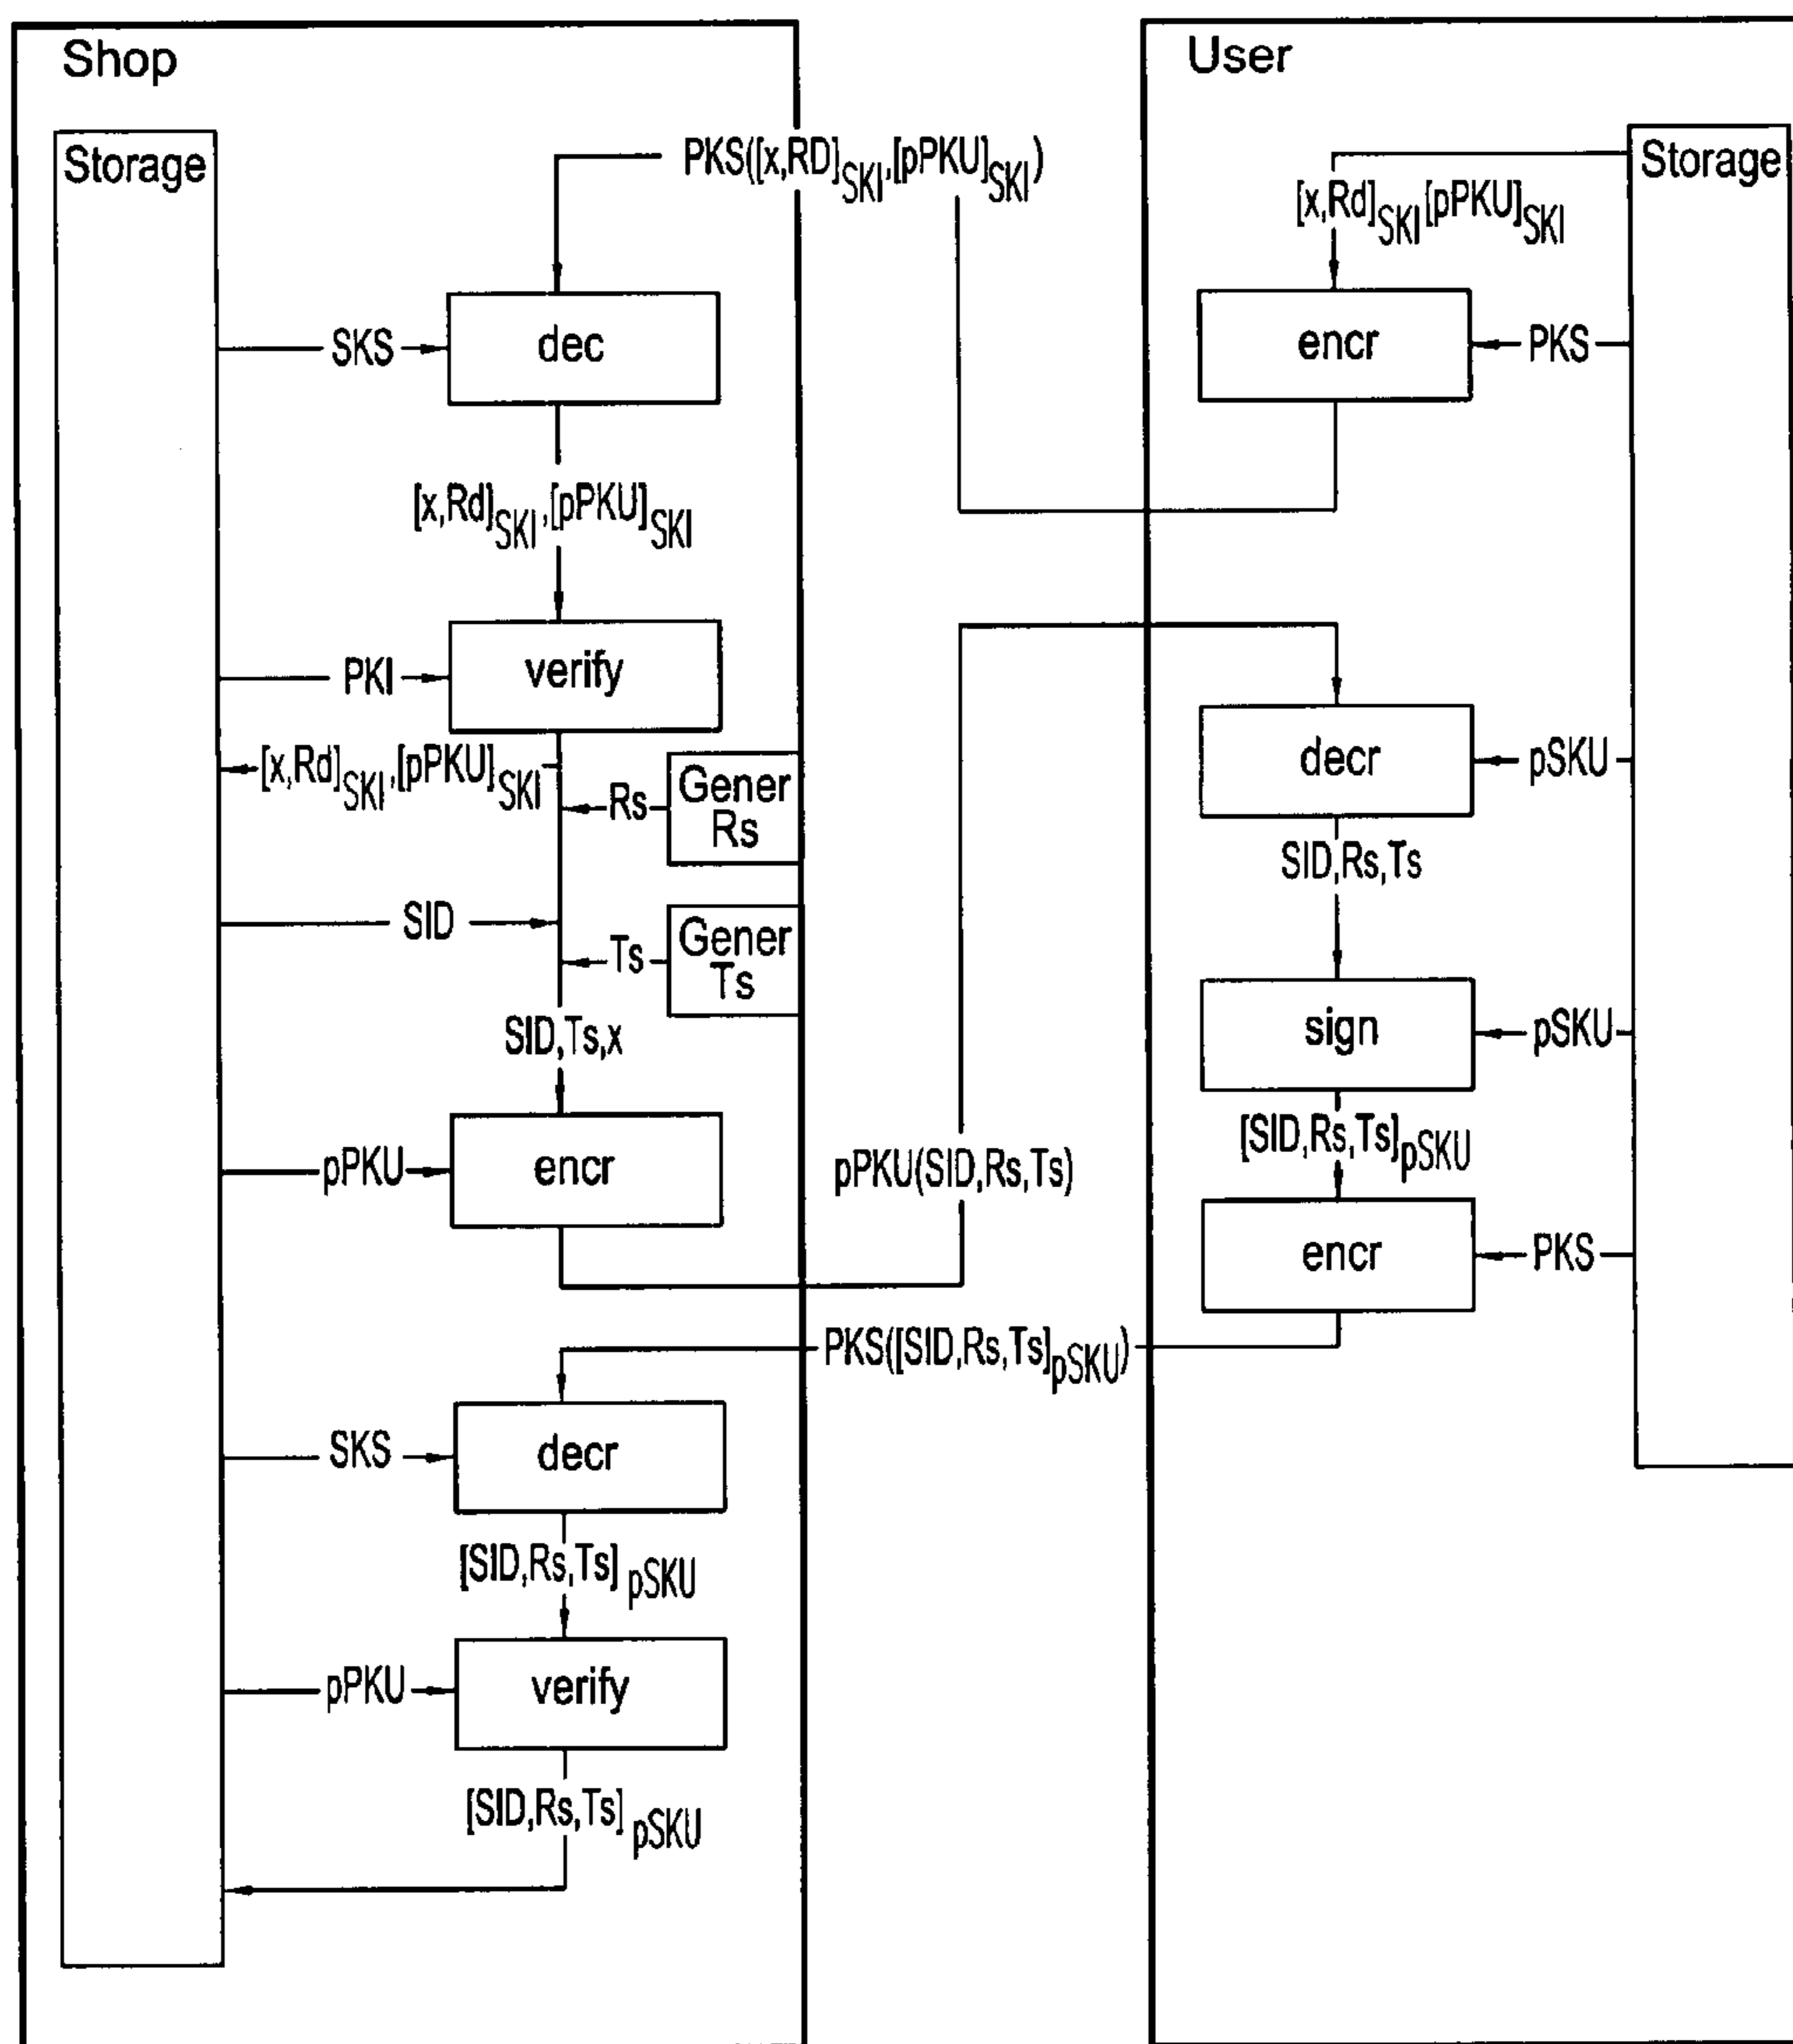 Shop
Storage
PKS([x,RD]SKI,[pPKU]SKI)
SKS
dec
[x,Rd]SKI,[pPKU]SKI
PKI
verify
[x,Rd]SKI,[pPKU]SKI
Rs
Gener
Rs
SID
Ts
Gener
Ts
SID,Ts,x
pPKU
encr
pPKU(SID,Rs,Ts)
PKS([SID,Rs,Ts]pSKU)
SKS
decr
[SID,Rs,Ts]pSKU
pPKU
verify
[SID,Rs,Ts]pSKU
User
Storage
[x,Rd]SKI[pPKU]SKI
encr
PKS
decr
pSKU
SID,Rs,Ts
sign
pSKU
[SID,Rs,Ts]pSKU
encr
PKS